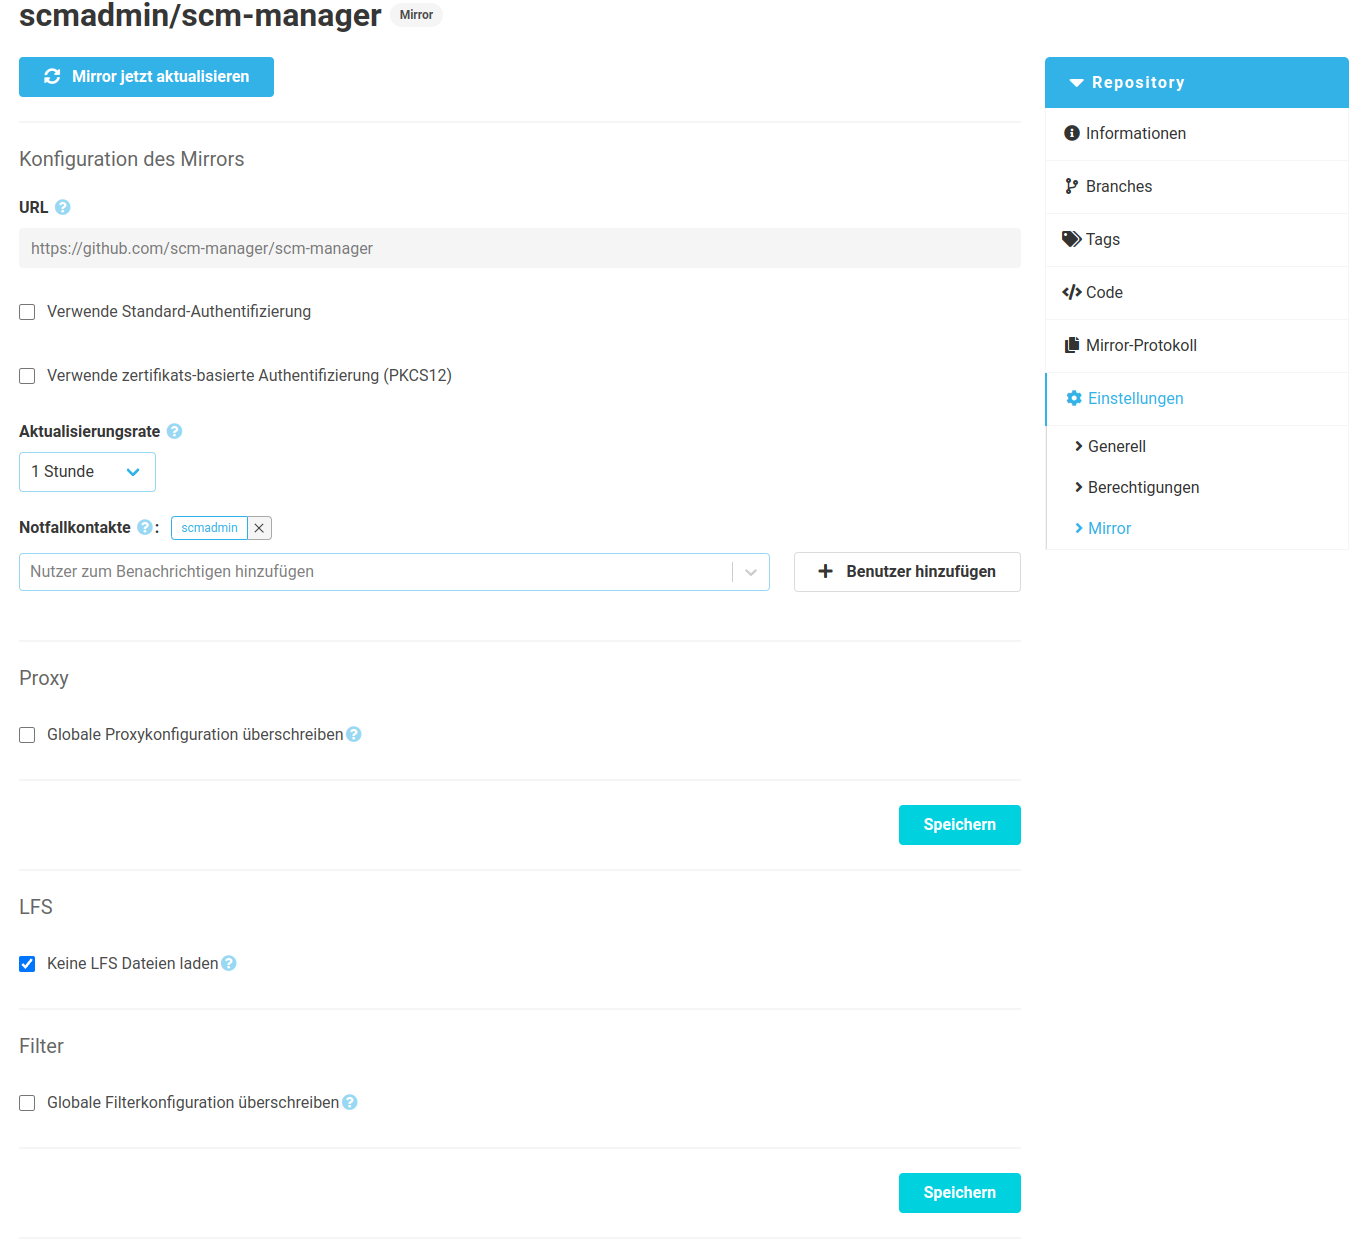 scmadmin/scm-manager Mirror
Mirror jetzt aktualisieren
Konfiguration des Mirrors
URL ?
https://github.com/scm-manager/scm-manager
Verwende Standard-Authentifizierung
Verwende zertifikats-basierte Authentifizierung (PKCS12)
Aktualisierungsrate ?
1 Stunde
Notfallkontakte ?: scmadmin
Nutzer zum Benachrichtigen hinzufügen
Benutzer hinzufügen
Proxy
Globale Proxykonfiguration überschreiben ?
Speichern
LFS
Keine LFS Dateien laden ?
Filter
Globale Filterkonfiguration überschreiben ?
Speichern
Repository
Informationen
Branches
Tags
Code
Mirror-Protokoll
Einstellungen
Generell
Berechtigungen
Mirror